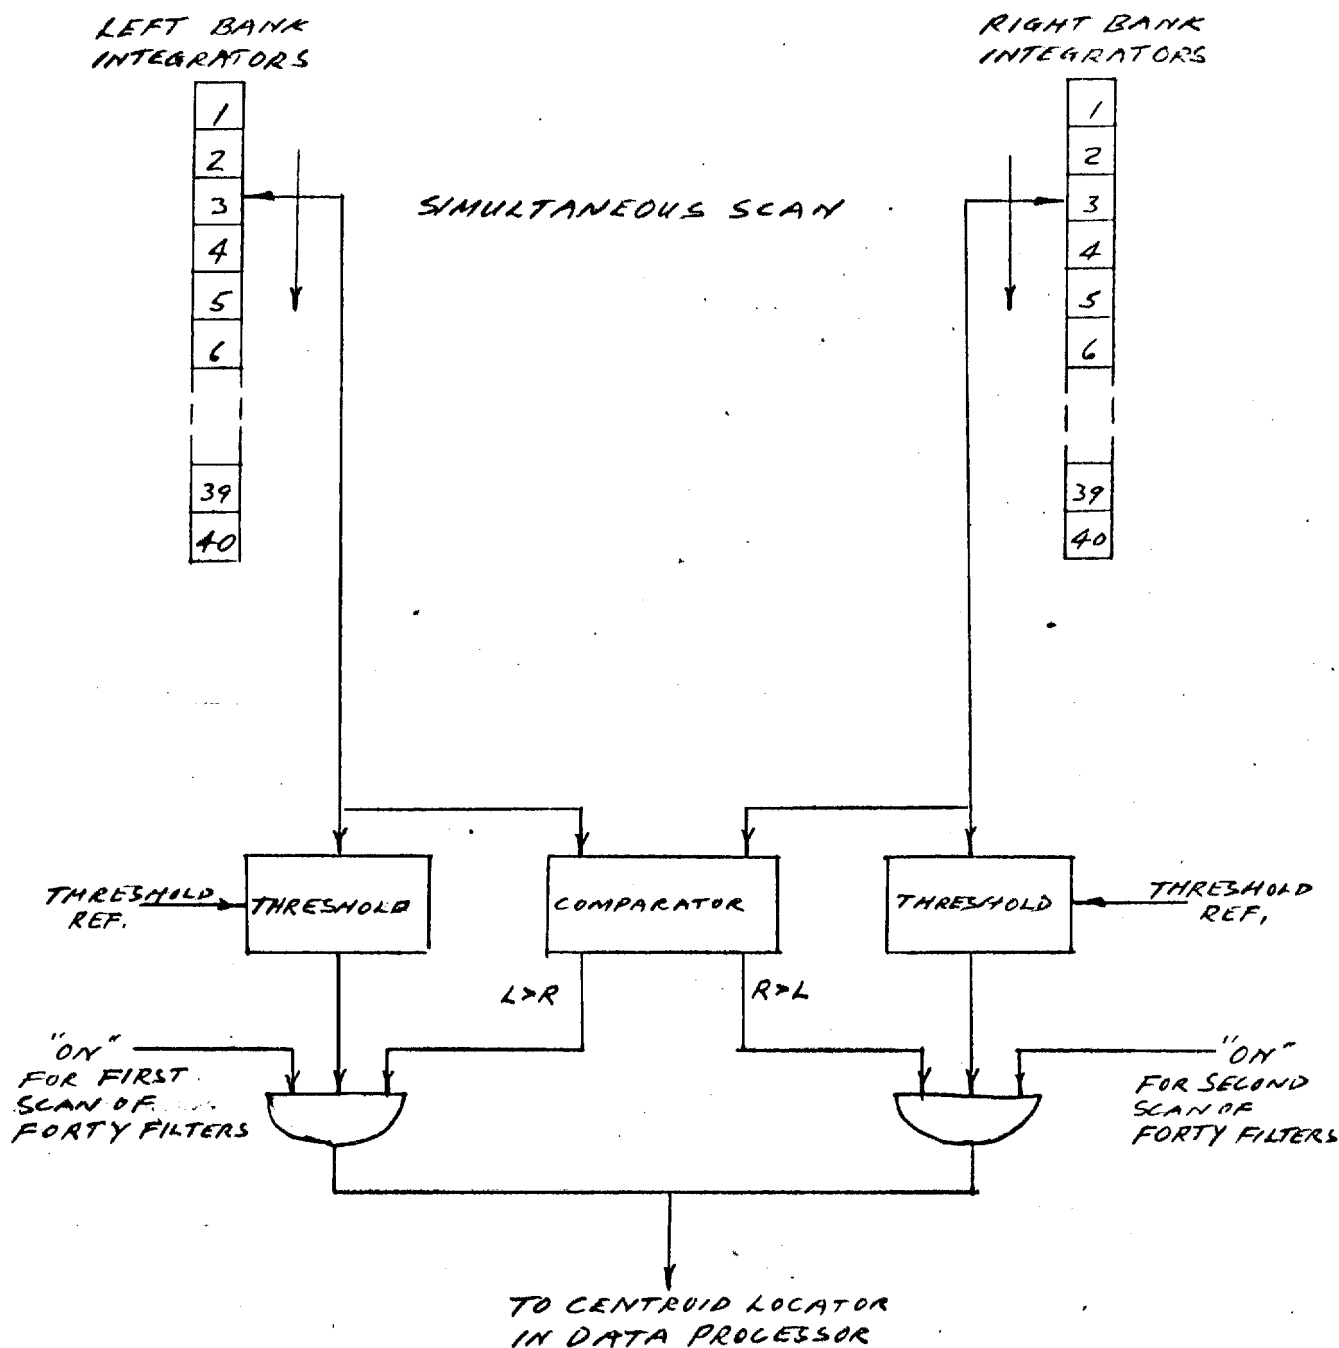 LEFT BANK
INTEGRATORS
RIGHT BANK
INTEGRATORS
1
2
3
4
5
6
39
40
1
2
3
4
5
6
39
40
SIMULTANEOUS SCAN
THRESHOLD
REF.
THRESHOLD
COMPARATOR
THRESHOLD
THRESHOLD
REF.
L>R
R>L
"ON"
FOR FIRST
SCAN OF
FORTY FILTERS
"ON"
FOR SECOND
SCAN OF
FORTY FILTERS
TO CENTROID LOCATOR
IN DATA PROCESSOR